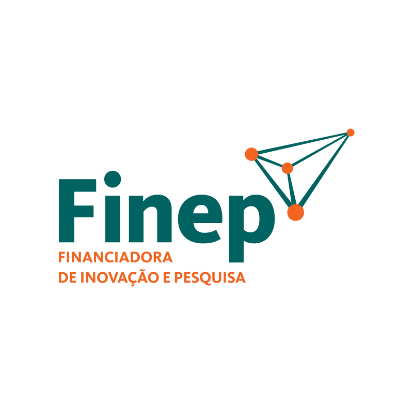 Finep
FINANCIADORA
DE INOVAÇÃO E PESQUISA